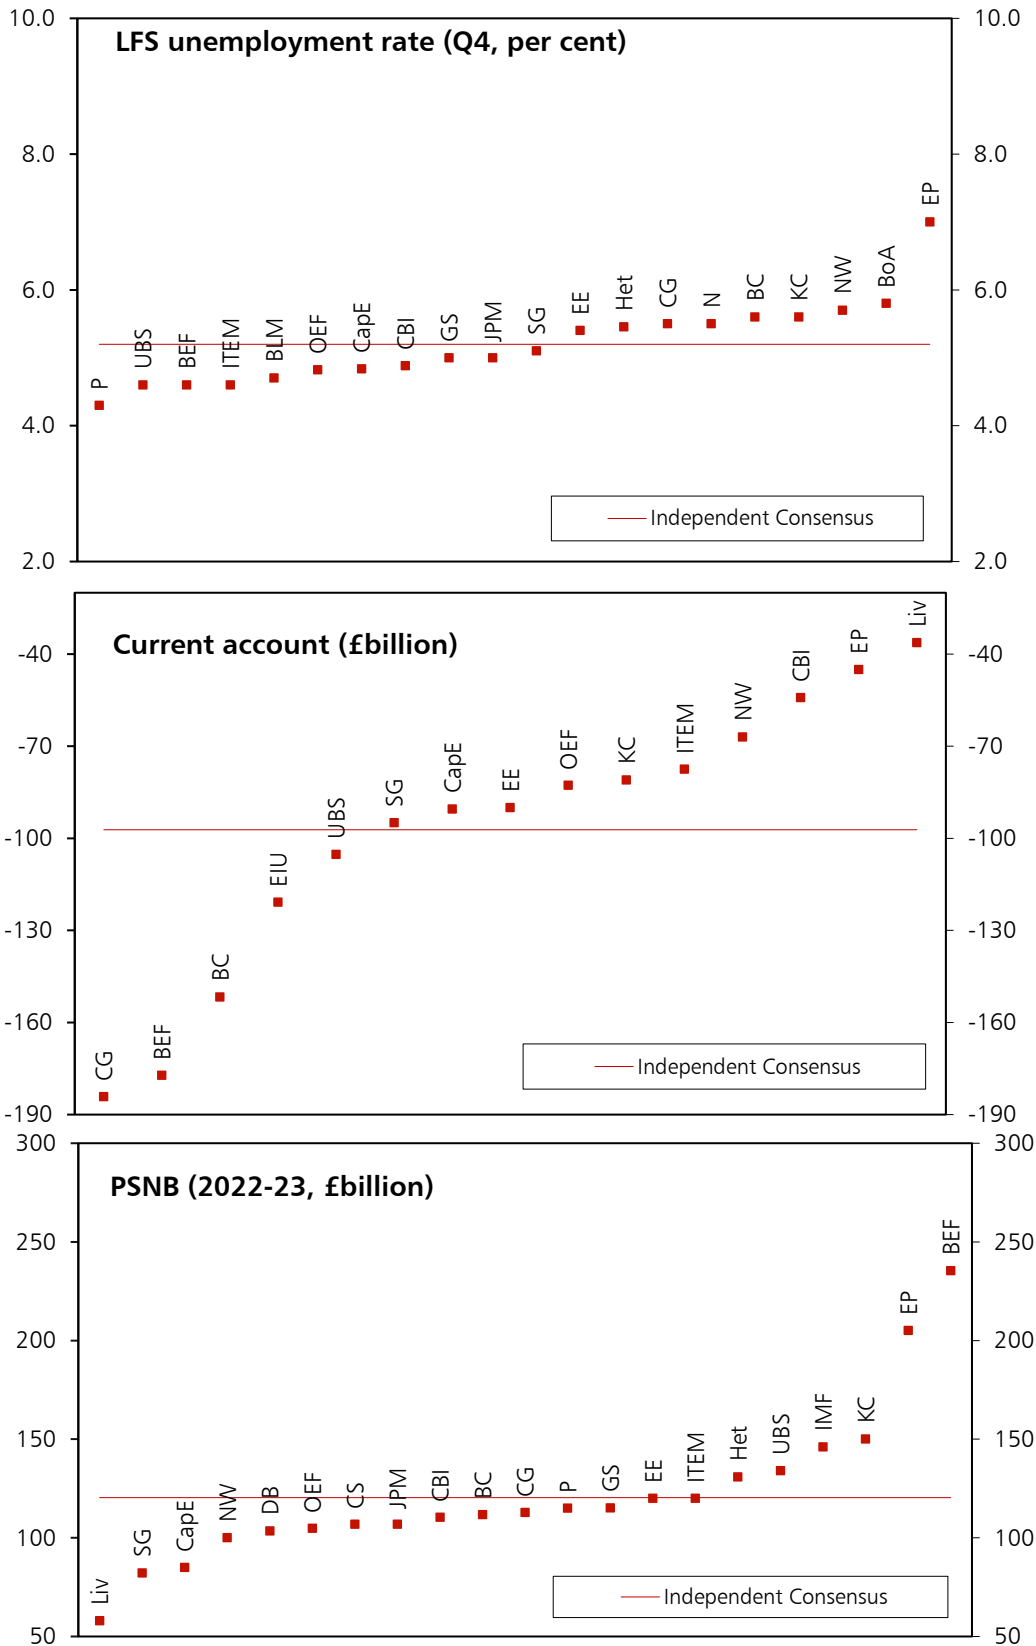 LFS unemployment rate (Q4, per cent)
10.0
10.0
8.0
8.0
6.0
6.0
4.0
4.0
2.0
2.0
P
UBS
BEF
ITEM
BLM
OEF
CapE
CBI
GS
JPM
SG
EE
Het
CG
N
BC
KC
NW
BoA
EP
Independent Consensus
Current account (£billion)
-40
-40
-70
-70
-100
-100
-130
-130
-160
-160
-190
-190
CG
BEF
BC
EIU
UBS
SG
CapE
EE
OEF
KC
ITEM
NW
CBI
EP
Liv
Independent Consensus
PSNB (2022-23, £billion)
300
300
250
250
200
200
150
150
100
100
50
50
Liv
SG
CapE
NW
DB
OEF
CS
JPM
CBI
BC
CG
P
GS
EE
ITEM
Het
UBS
IMF
KC
EP
BEF
Independent Consensus